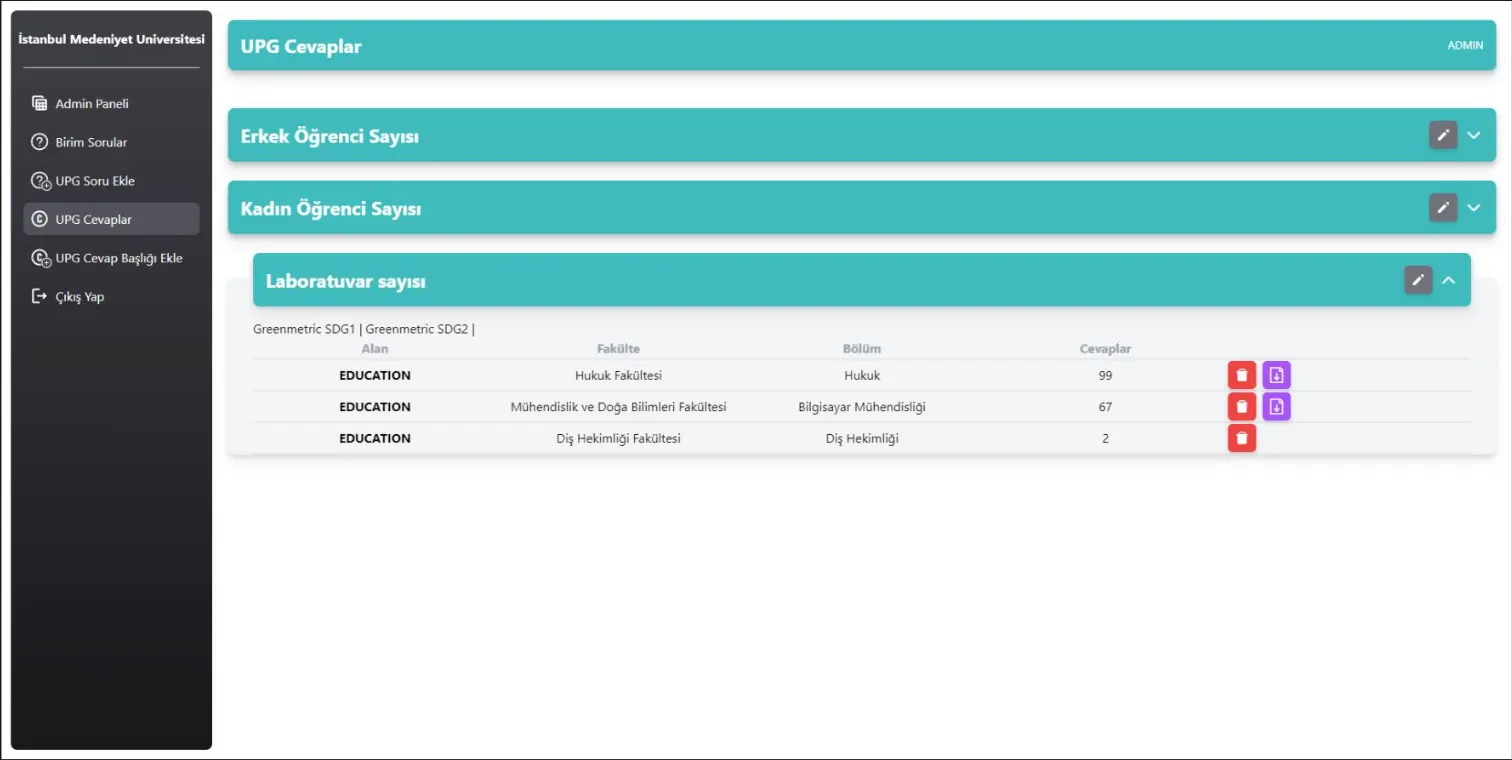 İstanbul Medeniyet Universitesi
Admin Paneli
Birim Sorular
UPG Soru Ekle
UPG Cevaplar
UPG Cevap Başlığı Ekle
Çıkış Yap
UPG Cevaplar ADMIN
Erkek Öğrenci Sayısı
Kadın Öğrenci Sayısı
Laboratuvar sayısı
Greenmetric SDG1 | Greenmetric SDG2 |
Alan Fakülte Bölüm Cevaplar
EDUCATION Hukuk Fakültesi Hukuk 99
EDUCATION Mühendislik ve Doğa Bilimleri Fakültesi Bilgisayar Mühendisliği 67
EDUCATION Diş Hekimliği Fakültesi Diş Hekimliği 2